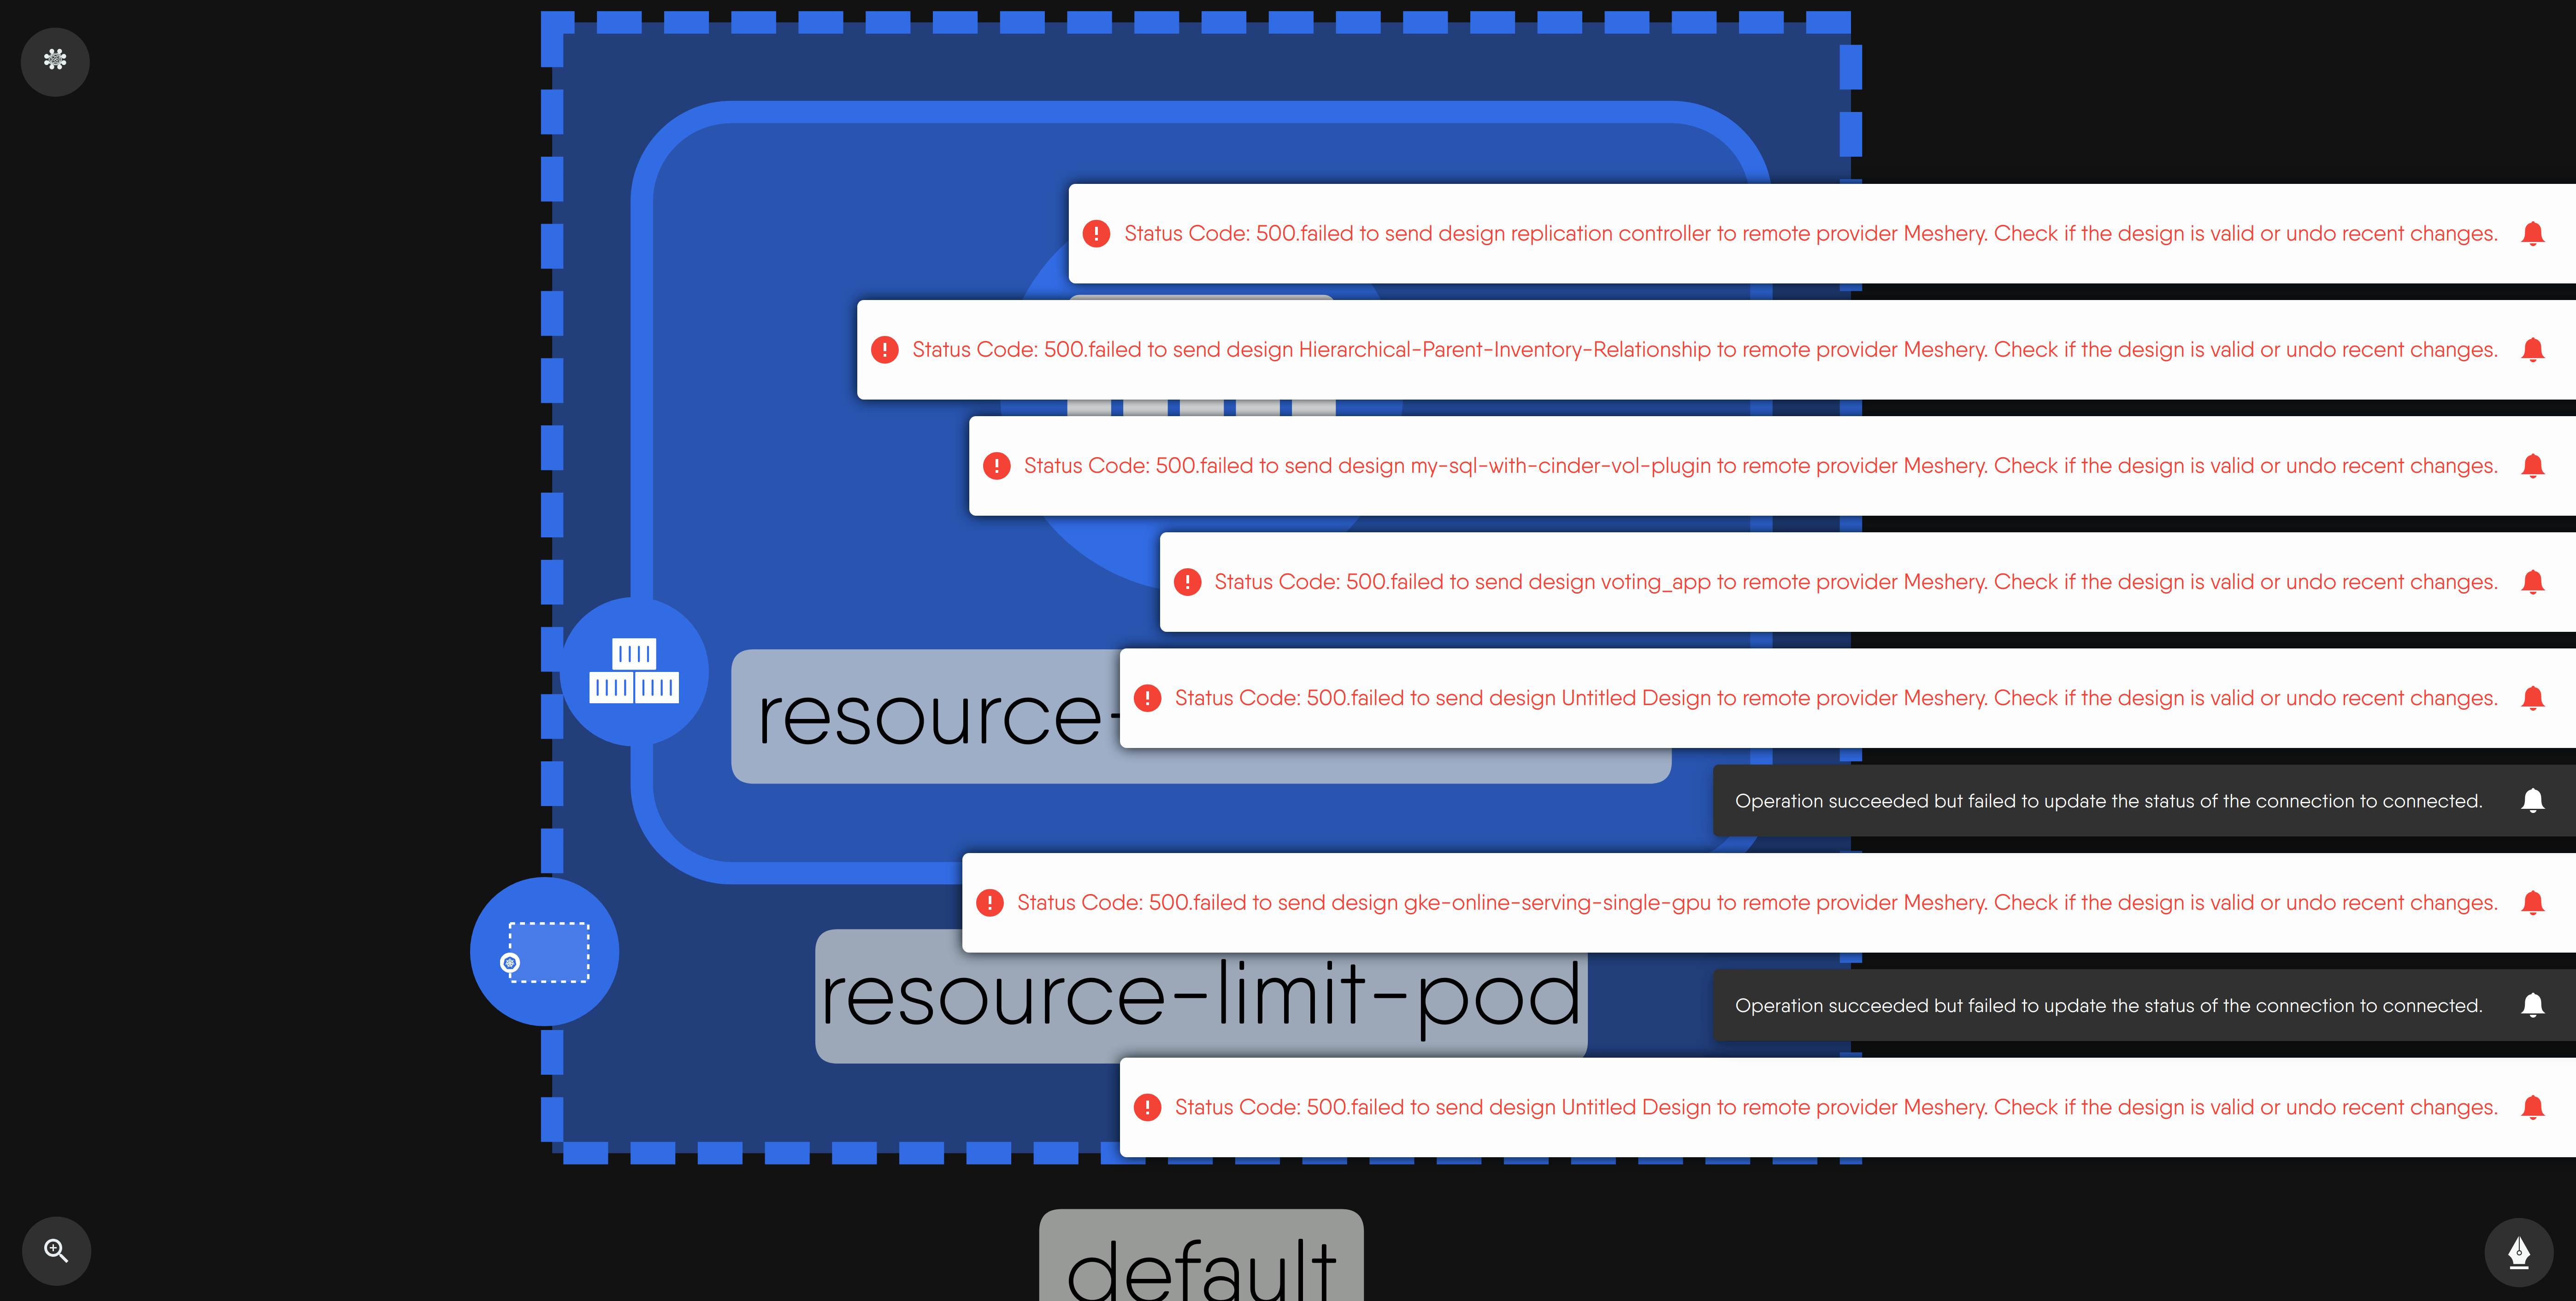 Status Code: 500.failed to send design replication controller to remote provider Meshery. Check if the design is valid or undo recent changes.
Status Code: 500.failed to send design Hierarchical-Parent-Inventory-Relationship to remote provider Meshery. Check if the design is valid or undo recent changes.
Status Code: 500.failed to send design my-sql-with-cinder-vol-plugin to remote provider Meshery. Check if the design is valid or undo recent changes.
Status Code: 500.failed to send design voting_app to remote provider Meshery. Check if the design is valid or undo recent changes.
resource-
Status Code: 500.failed to send design Untitled Design to remote provider Meshery. Check if the design is valid or undo recent changes.
Operation succeeded but failed to update the status of the connection to connected.
Status Code: 500.failed to send design gke-online-serving-single-gpu to remote provider Meshery. Check if the design is valid or undo recent changes.
resource-limit-pod
Operation succeeded but failed to update the status of the connection to connected.
Status Code: 500.failed to send design Untitled Design to remote provider Meshery. Check if the design is valid or undo recent changes.
default